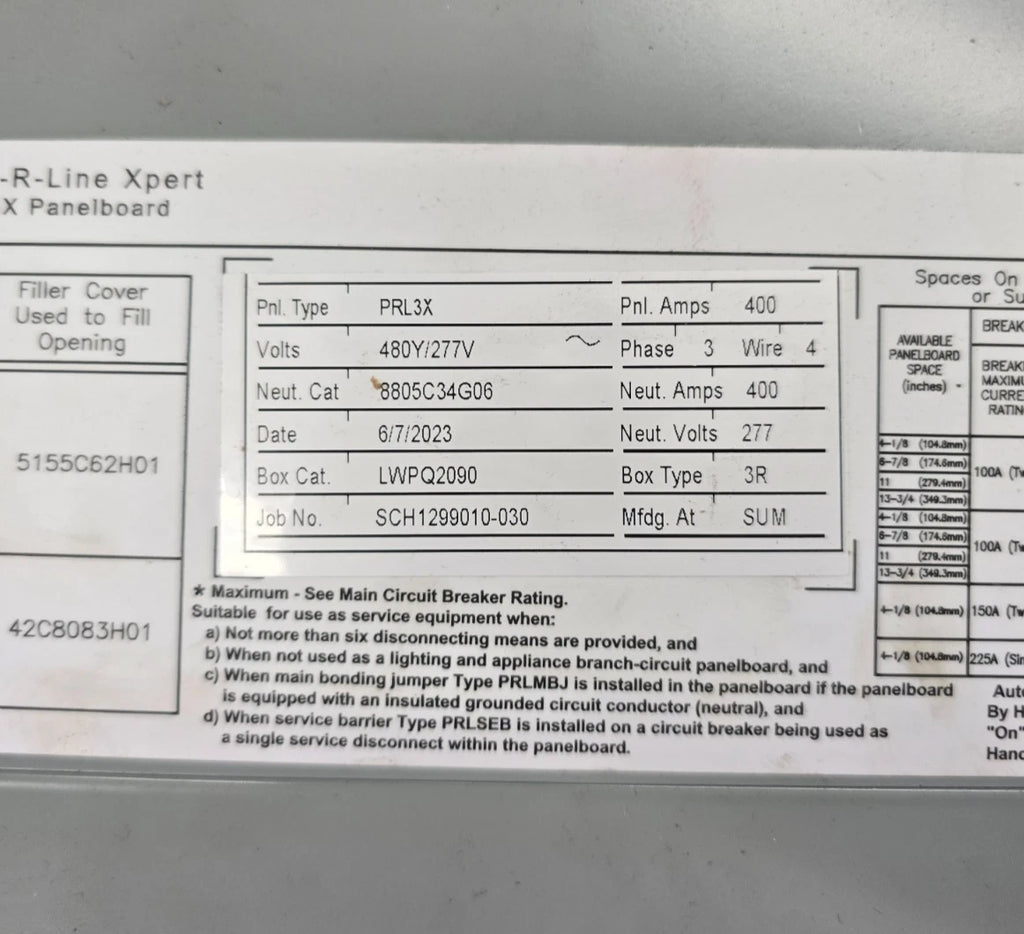 -R-Line Xpert
X Panelboard
Filler Cover
Used to Fill
Opening
5155C62H01
42C8083H01
Pnl. Type PRL3X Pnl. Amps 400
Volts 480Y/277V ~ Phase 3 Wire 4
Neut. Cat 8805C34G06 Neut. Amps 400
Date 6/7/2023 Neut. Volts 277
Box Cat. LWPQ2090 Box Type 3R
Job No. SCH1299010-030 Mfdg. At SUM
* Maximum - See Main Circuit Breaker Rating.
Suitable for use as service equipment when:
a) Not more than six disconnecting means are provided, and
b) When not used as a lighting and appliance branch-circuit panelboard, and
c) When main bonding jumper Type PRLMBJ is installed in the panelboard if the panelboard
is equipped with an insulated grounded circuit conductor (neutral), and
d) When service barrier Type PRLSEB is installed on a circuit breaker being used as
a single service disconnect within the panelboard.
Spaces On
or Su
AVAILABLE
PANELBOARD
SPACE
(inches)
BREAK
BREAK
MAXIMU
CURRE
RATIN
4-1/8 (104.8mm)
6-7/8 (174.6mm)
11 (279.4mm)
13-3/4 (349.3mm)
100A (Tw
4-1/8 (104.8mm)
6-7/8 (174.6mm)
11 (279.4mm)
13-3/4 (349.3mm)
100A (Tw
4-1/8 (104.8mm) 150A (Tw
4-1/8 (104.8mm) 225A (Sin
Auto
By H
"On"
Hand